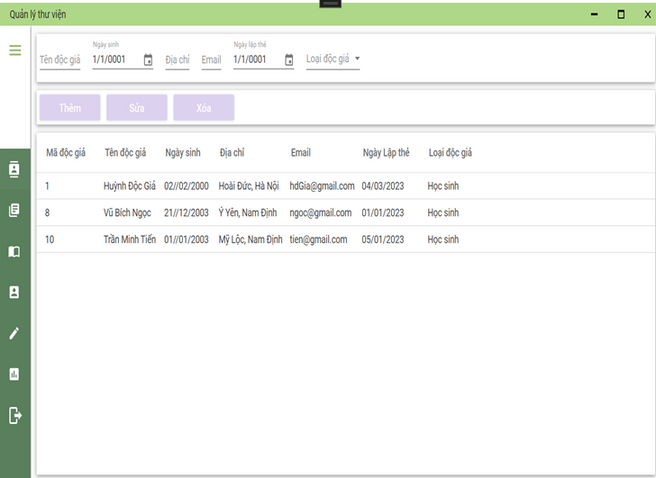 Quản lý thư viện
Ngày sinh Ngày lập thẻ
Tên độc giả 1/1/0001 Địa chỉ Email 1/1/0001 Loại độc giả
Thêm Sửa Xóa
Mã độc giả Tên độc giả Ngày sinh Địa chỉ Email Ngày Lập thẻ Loại độc giả
1 Huỳnh Độc Giả 02//02/2000 Hoài Đức, Hà Nội hdGia@gmail.com 04/03/2023 Học sinh
8 Vũ Bích Ngọc 21//12/2003 Ý Yên, Nam Định ngoc@gmail.com 01/01/2023 Học sinh
10 Trần Minh Tiến 01//01/2003 Mỹ Lộc, Nam Định tien@gmail.com 05/01/2023 Học sinh